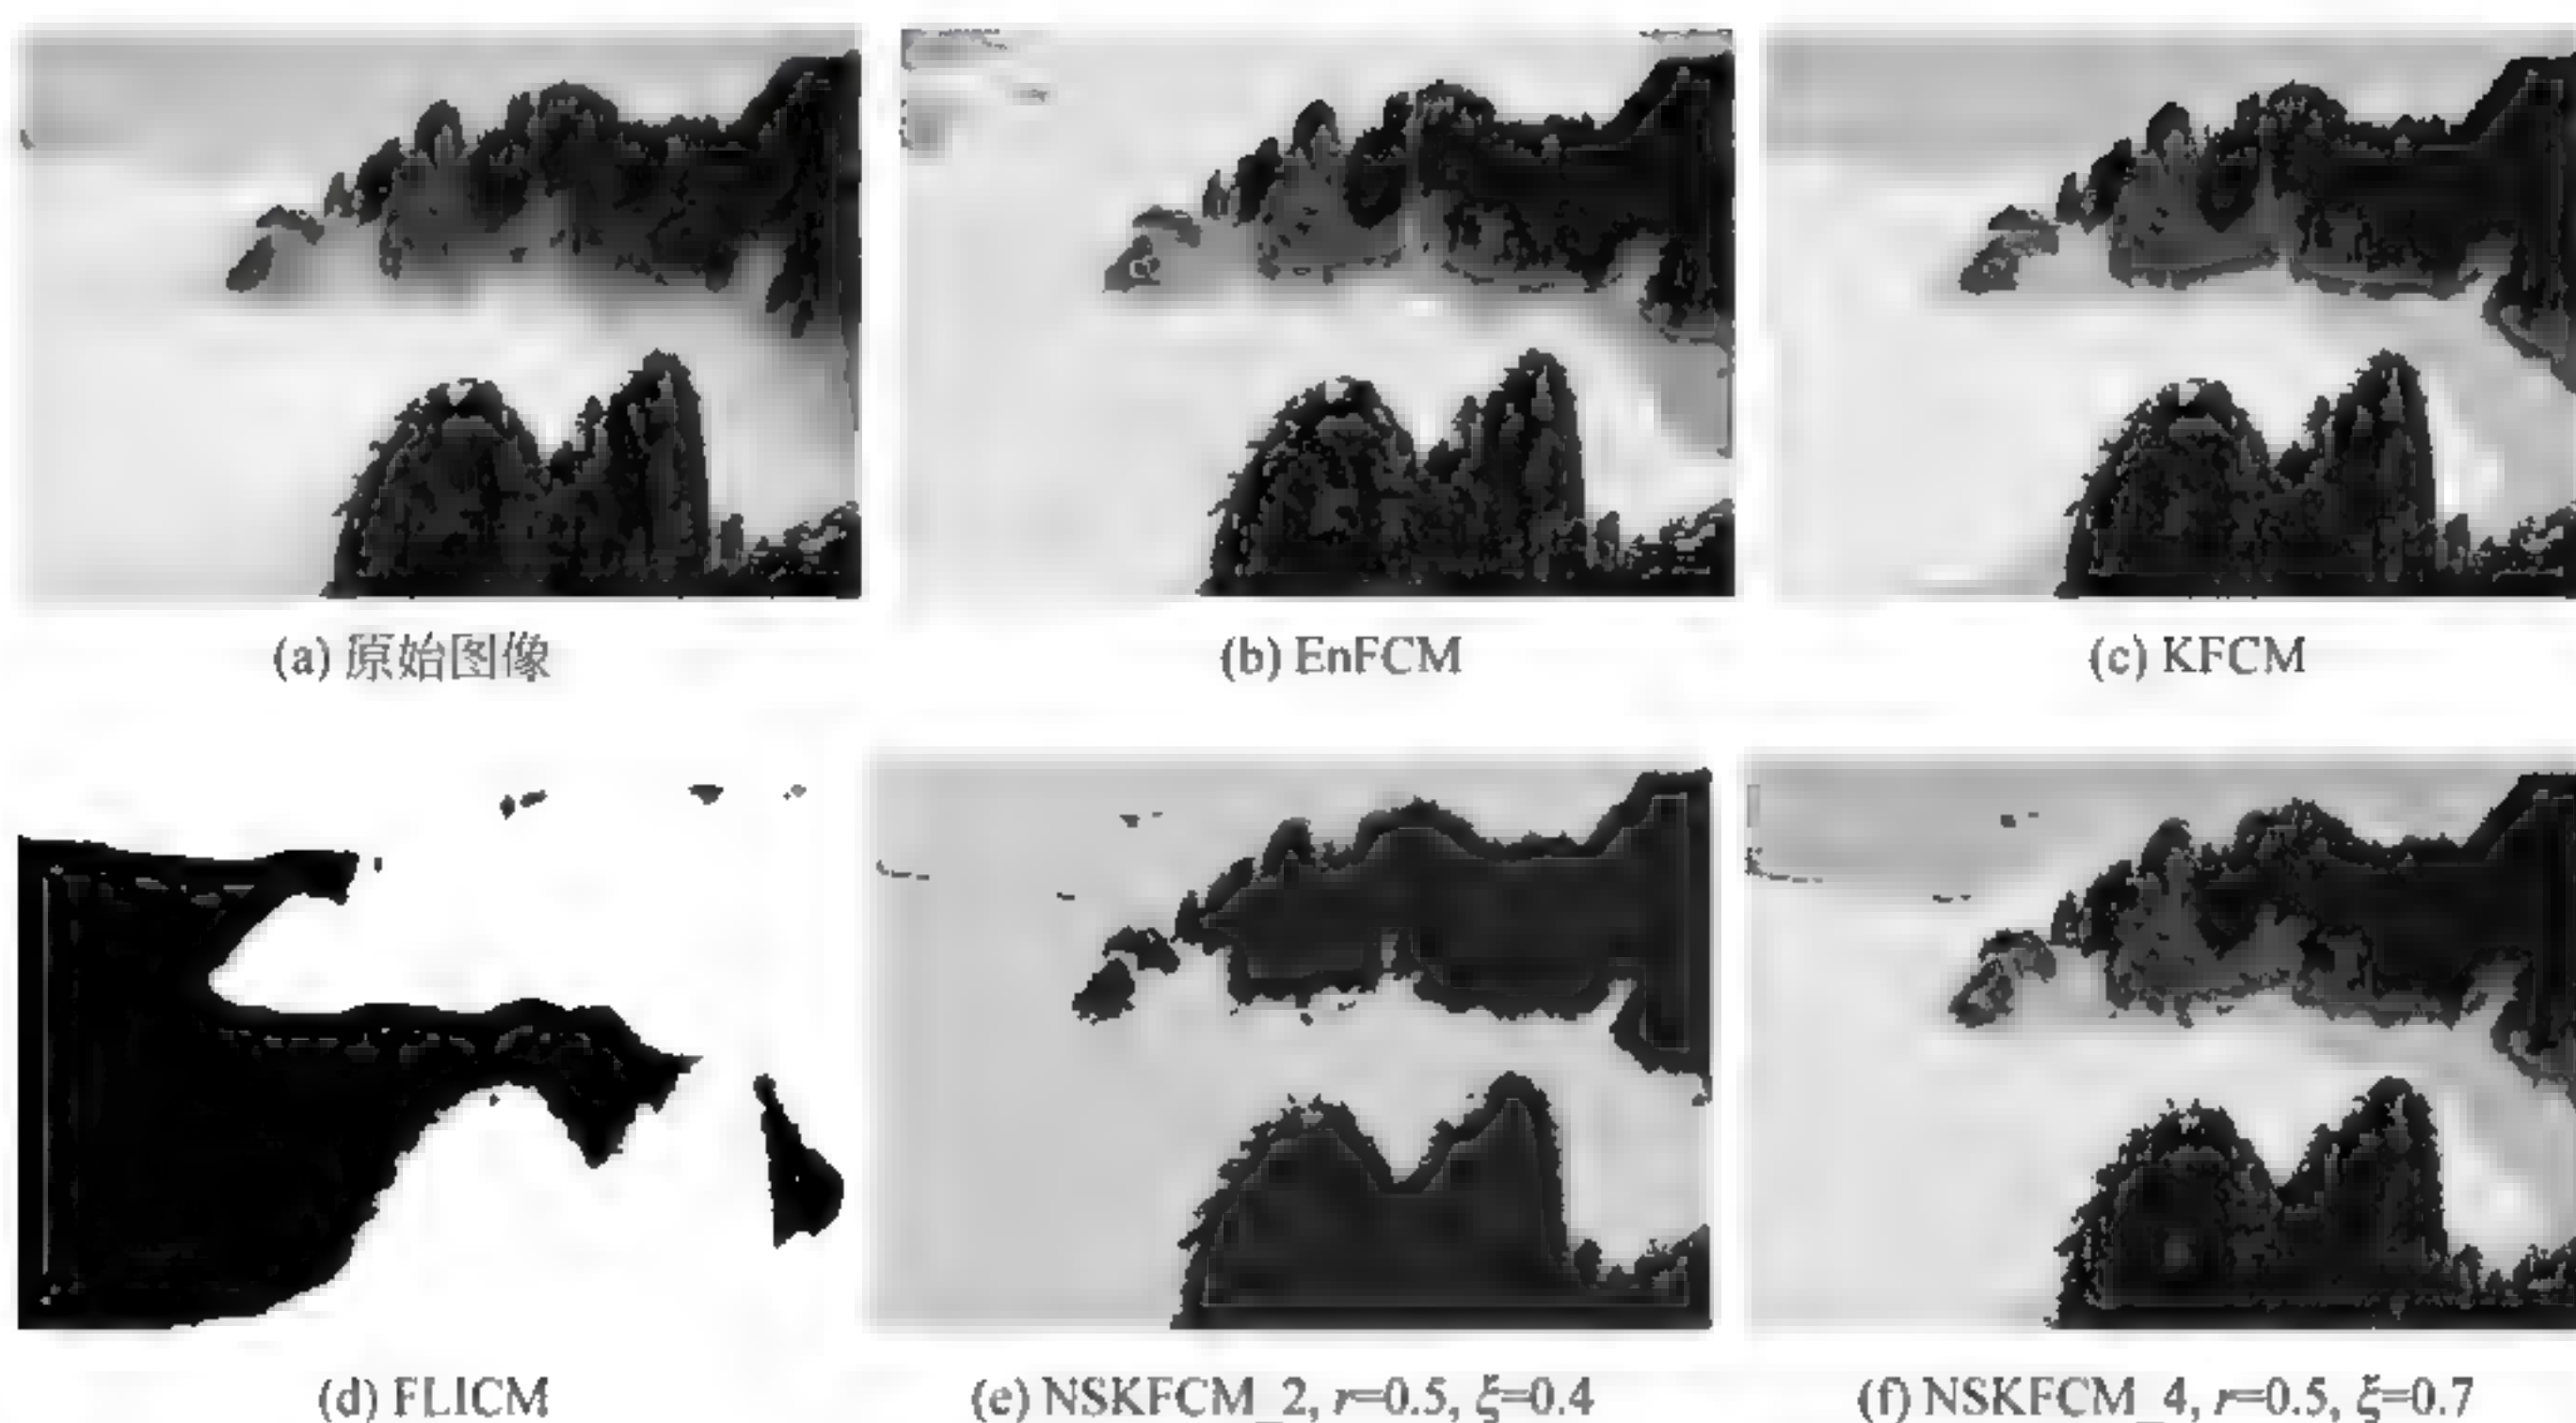 (a) 原始图像
(b) EnFCM
(c) KFCM
(d) FLICM
(e) NSKFCM_2, r=0.5, ξ=0.4
(f) NSKFCM_4, r=0.5, ξ=0.7